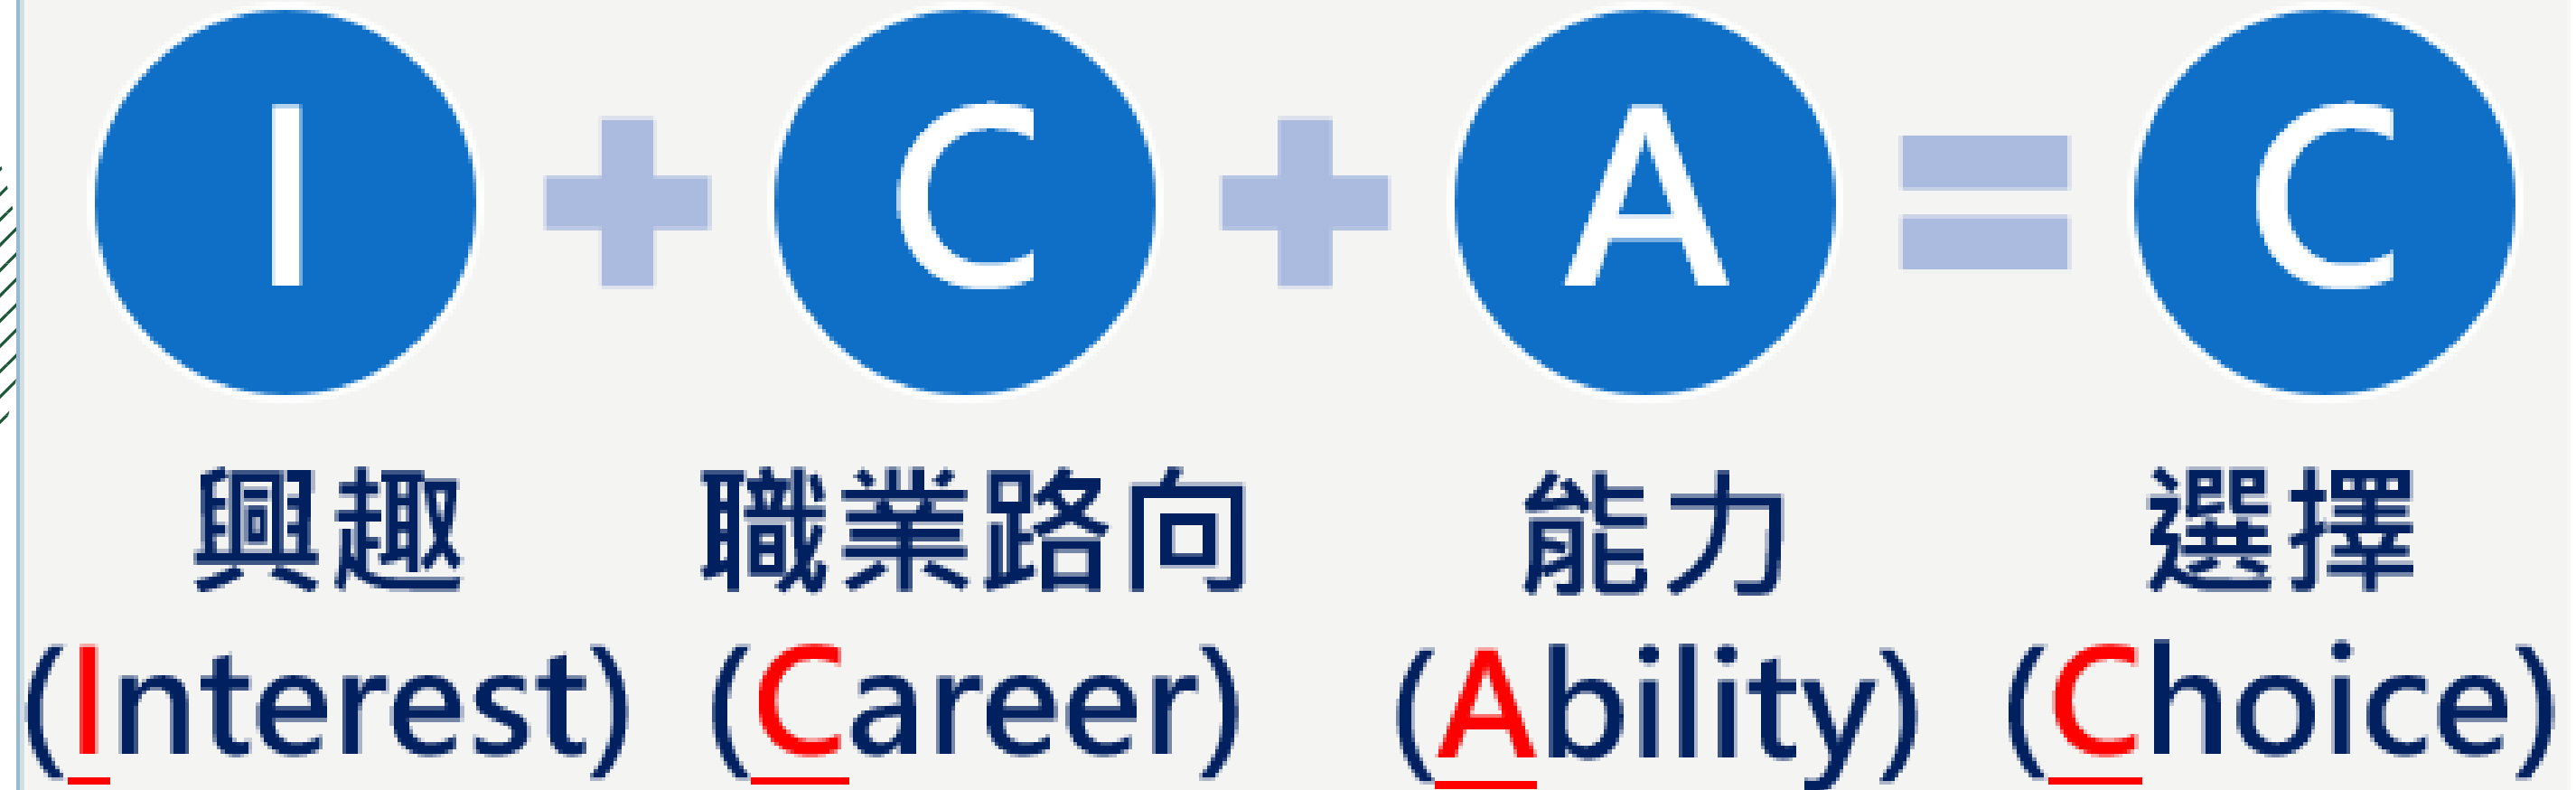 I + C + A = C
興趣 職業路向 能力 選擇
(Interest) (Career) (Ability) (Choice)